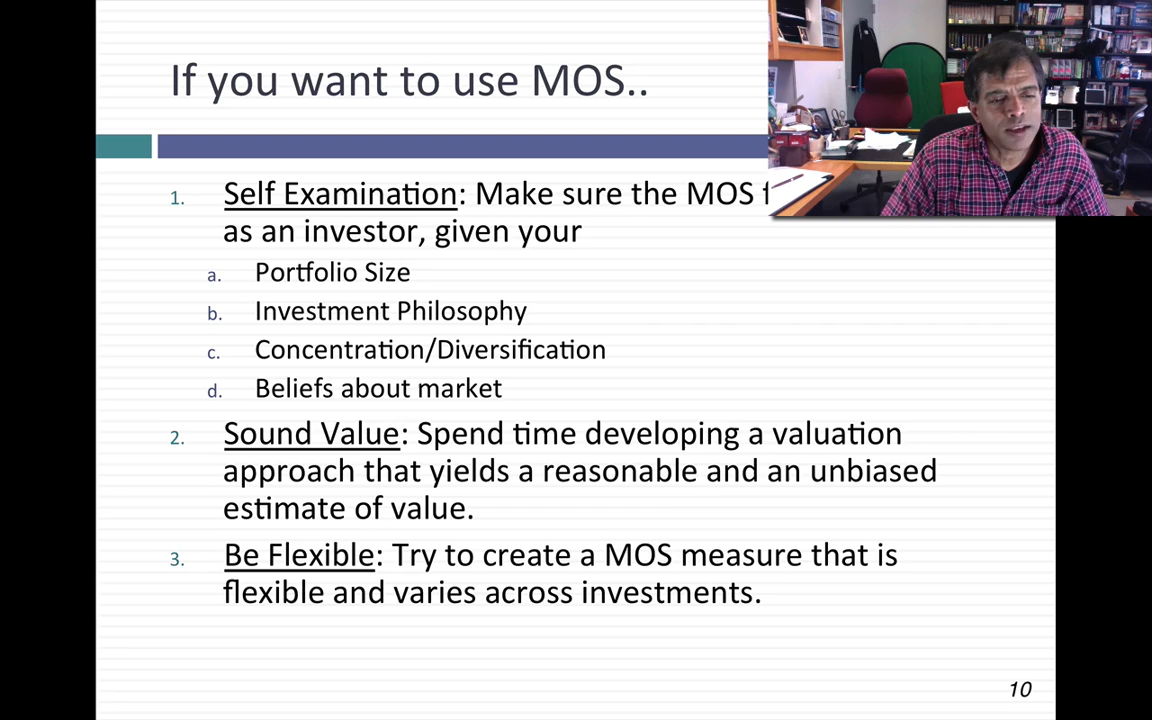 If you want to use MOS..
1. Self Examination: Make sure the MOS
as an investor, given your
a. Portfolio Size
b. Investment Philosophy
c. Concentration/Diversification
d. Beliefs about market
2. Sound Value: Spend time developing a valuation
approach that yields a reasonable and an unbiased
estimate of value.
3. Be Flexible: Try to create a MOS measure that is
flexible and varies across investments.
10